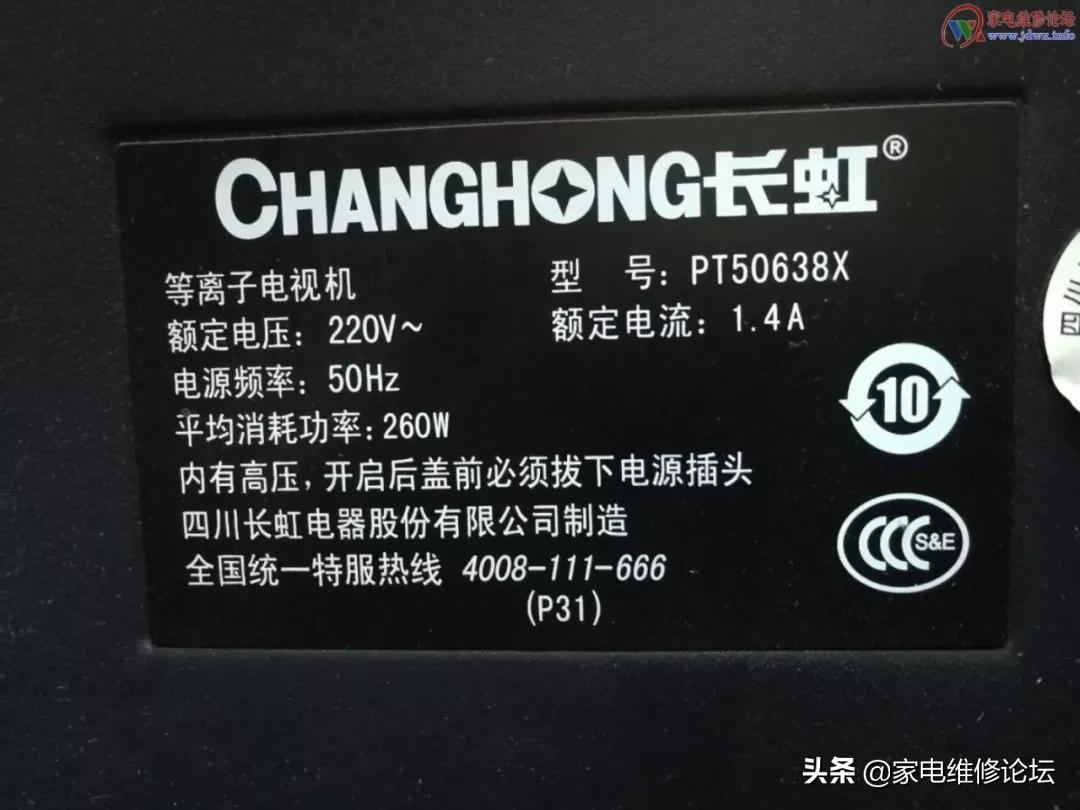 家电维修论坛
www.jdwx.info
CHANGHONG长虹®
等离子电视机 型 号：PT50638X
额定电压：220V~ 额定电流：1.4A
电源频率：50Hz
平均消耗功率：260W
10
内有高压，开启后盖前必须拔下电源插头
四川长虹电器股份有限公司制造
CCC S&E
全国统一特服热线 4008-111-666
(P31)
四川
头条 @家电维修论坛